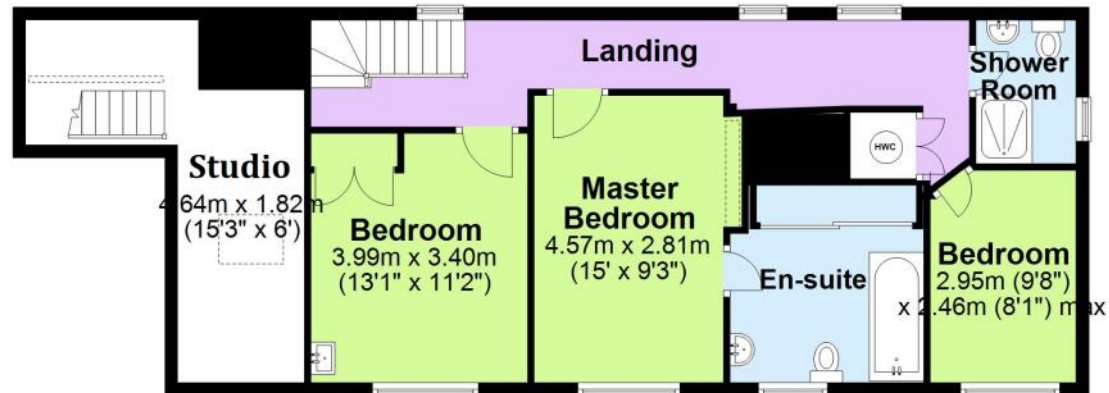 Landing
Shower
Room
HWC
Studio
4.64m x 1.82m
(15'3" x 6')
Bedroom
3.99m x 3.40m
(13'1" x 11'2")
Master
Bedroom
4.57m x 2.81m
(15' x 9'3")
En-suite
Bedroom
2.95m (9'8")
x 2.46m (8'1") max